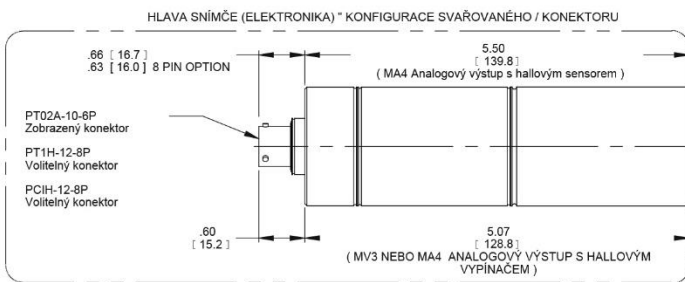 HLAVA SNÍMČE (ELEKTRONIKA) " KONFIGURACE SVAŘOVANÉHO / KONEKTORU
.66 [ 16.7 ]
.63 [ 16.0 ] 8 PIN OPTION
5.50
[ 139.8 ]
( MA4 Analogový výstup s hallovým sensorem )
PT02A-10-6P
Zobrazený konektor
PT1H-12-8P
Volitelný konektor
PCIH-12-8P
Volitelný konektor
.60
[ 15.2 ]
5.07
[ 128.8 ]
( MV3 NEBO MA4 ANALOGOVÝ VÝSTUP S HALLOVÝM
VYPÍNAČEM )